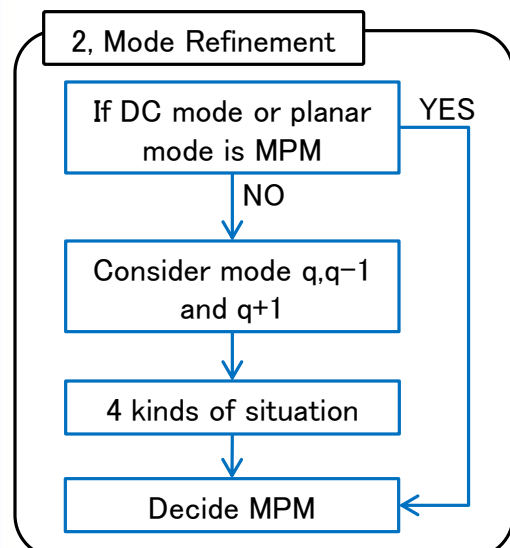 2, Mode Refinement
If DC mode or planar
mode is MPM
YES
NO
Consider mode q,q−1
and q+1
4 kinds of situation
Decide MPM